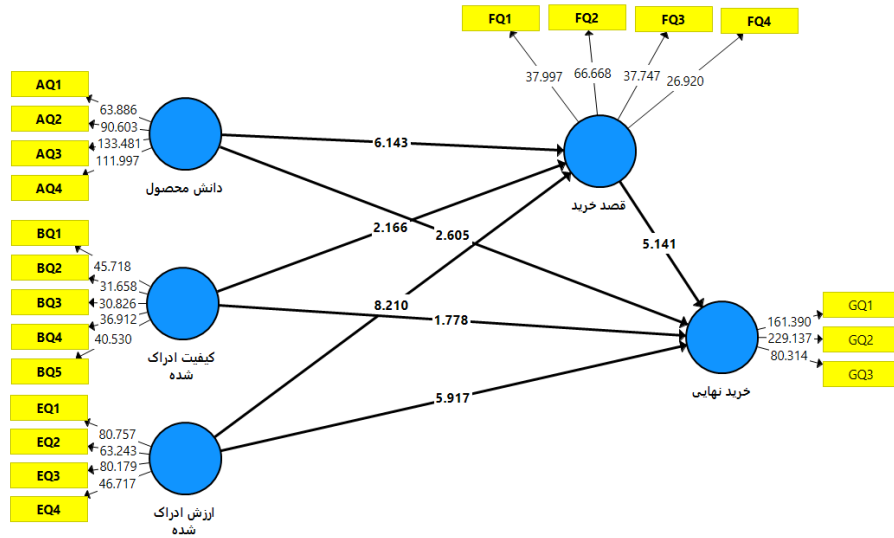 FQ1
FQ2
FQ3
FQ4
37.997
66.668
37.747
26.920
قصد خرید
AQ1
AQ2
AQ3
AQ4
63.886
90.603
133.481
111.997
دانش محصول
6.143
2.605
BQ1
BQ2
BQ3
BQ4
BQ5
45.718
31.658
30.826
36.912
40.530
کیفیت ادراک
شده
2.166
1.778
5.141
EQ1
EQ2
EQ3
EQ4
80.757
63.243
80.179
46.717
ارزش ادراک
شده
8.210
5.917
خرید نهایی
161.390
229.137
80.314
GQ1
GQ2
GQ3